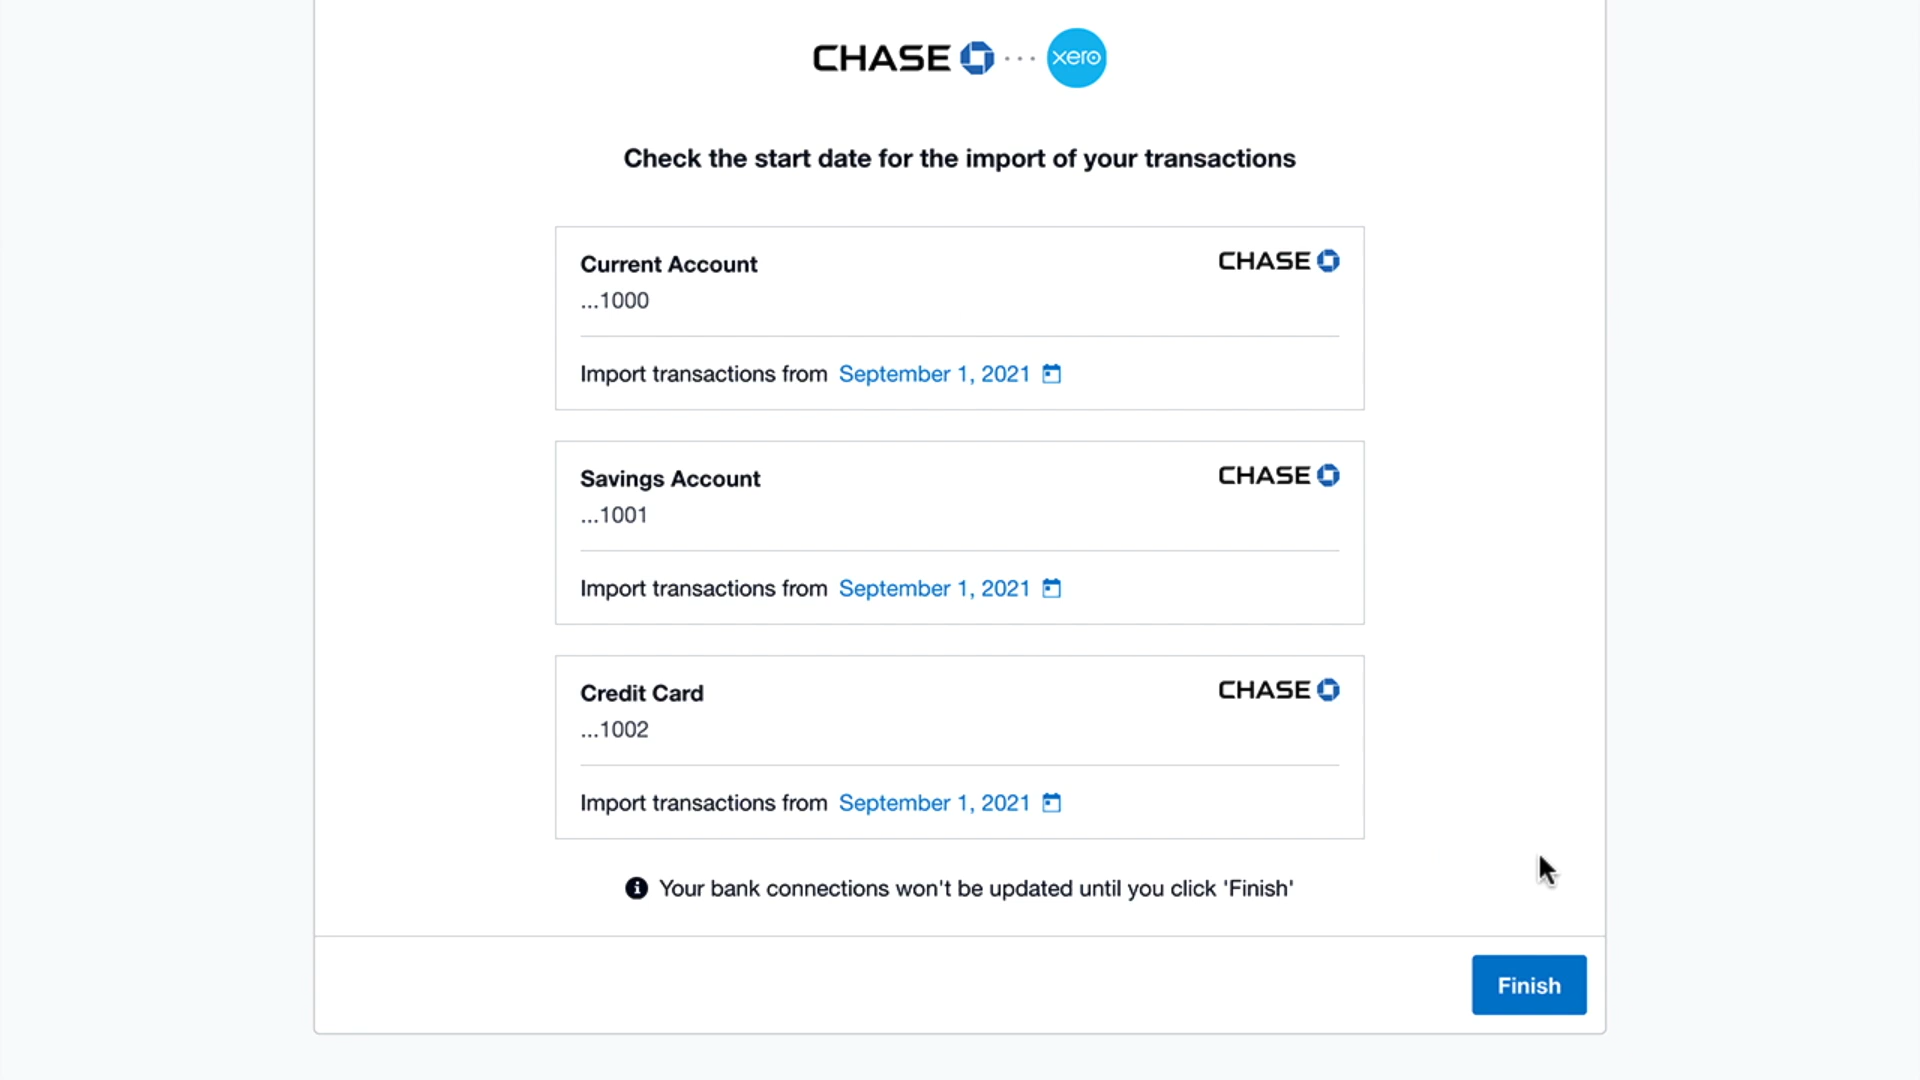 CHASE xero
Check the start date for the import of your transactions
Current Account CHASE
...1000
Import transactions from September 1, 2021
Savings Account CHASE
...1001
Import transactions from September 1, 2021
Credit Card CHASE
...1002
Import transactions from September 1, 2021
Your bank connections won't be updated until you click 'Finish'
Finish